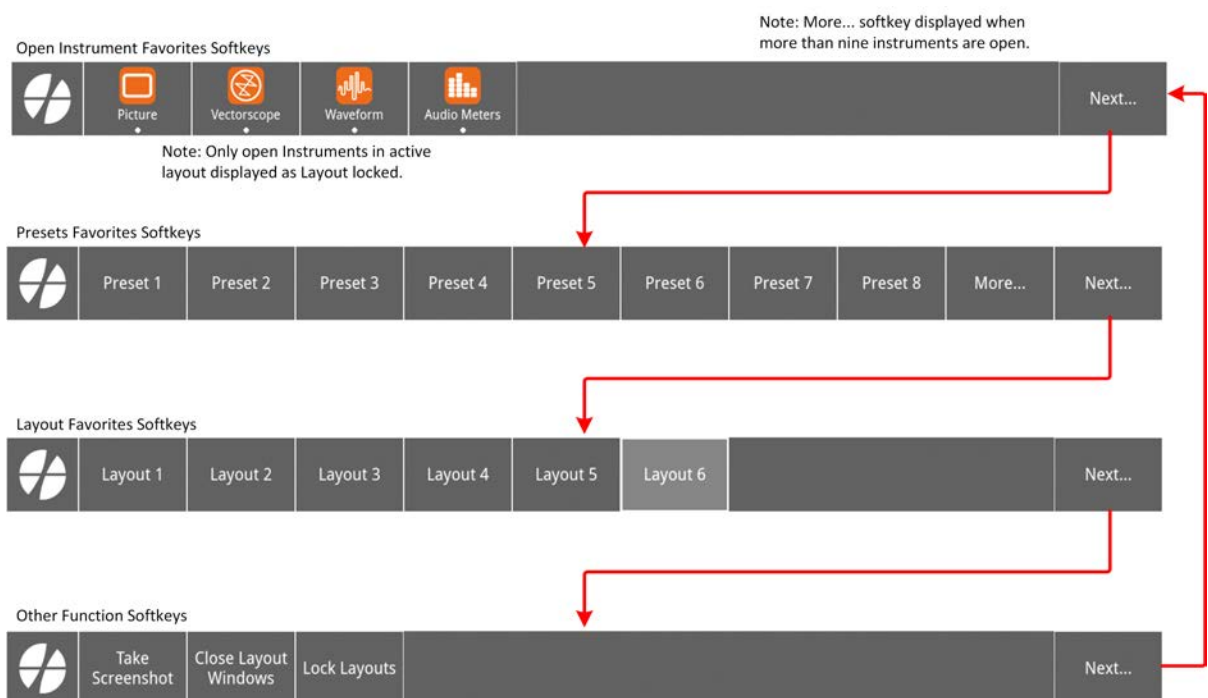 Note: More... softkey displayed when
more than nine instruments are open.
Open Instrument Favorites Softkeys
Picture
Vectorscope
Waveform
Audio Meters
Next...
Note: Only open Instruments in active
layout displayed as Layout locked.
Presets Favorites Softkeys
Preset 1
Preset 2
Preset 3
Preset 4
Preset 5
Preset 6
Preset 7
Preset 8
More...
Next...
Layout Favorites Softkeys
Layout 1
Layout 2
Layout 3
Layout 4
Layout 5
Layout 6
Next...
Other Function Softkeys
Take
Screenshot
Close Layout
Windows
Lock Layouts
Next...